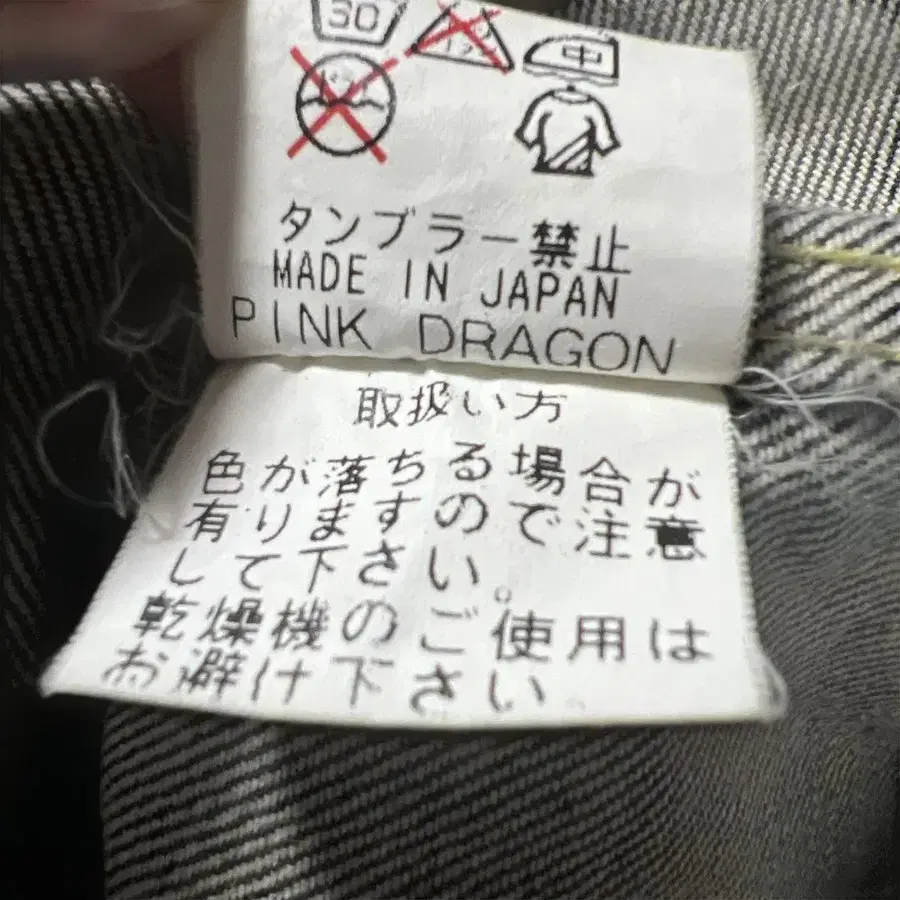 30
中
タンブラー禁止
MADE IN JAPAN
PINK DRAGON
取扱い方
色が落ちる場合が
有りますので注意
して下さい。
乾燥機のご使用は
お避け下さい